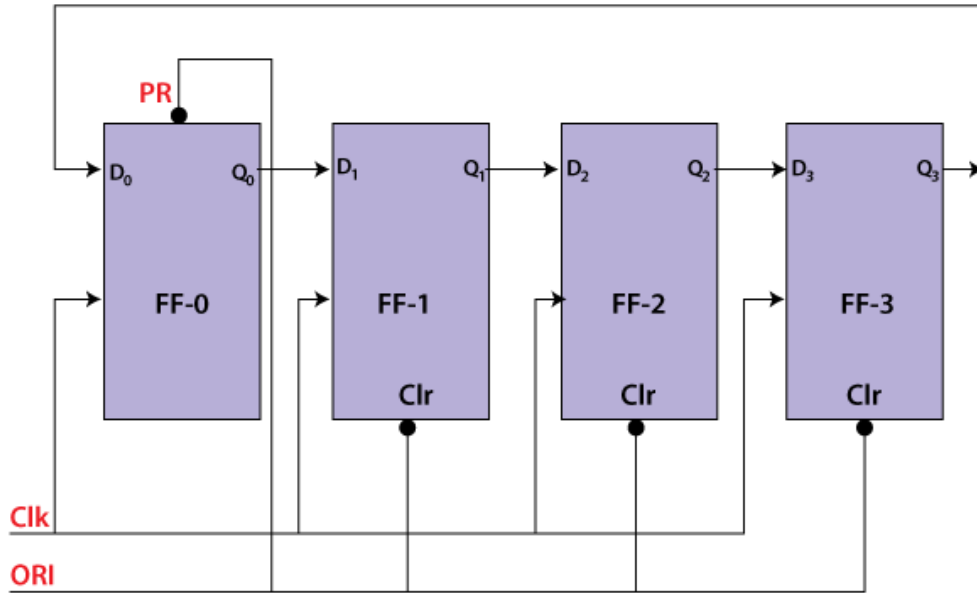 PR
D₀ Q₀ D₁ Q₁ D₂ Q₂ D₃ Q₃
FF-0 FF-1 FF-2 FF-3
Clr Clr Clr
Clk
ORI